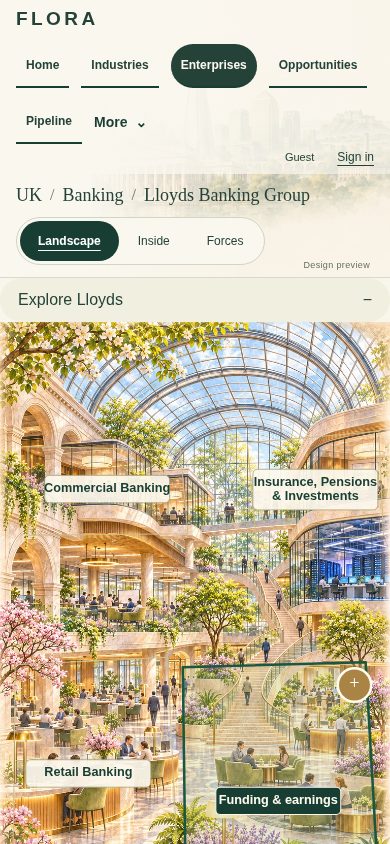 FLORA
Home Industries Enterprises Opportunities
Pipeline More
Guest Sign in
UK / Banking / Lloyds Banking Group
Landscape Inside Forces
Design preview
Explore Lloyds −
Commercial Banking
Insurance, Pensions
& Investments
+
Retail Banking
Funding & earnings